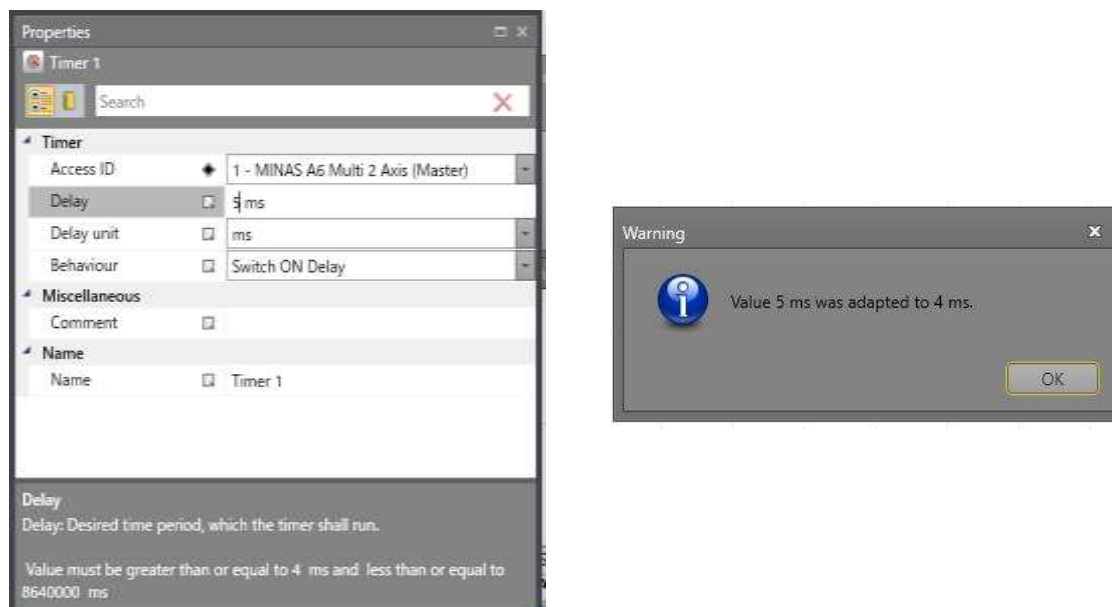 Properties
Timer 1
Search
Timer
Access ID 1 - MINAS A6 Multi 2 Axis (Master)
Delay 5 ms
Delay unit ms
Behaviour Switch ON Delay
Miscellaneous
Comment
Name
Name Timer 1
Delay
Delay: Desired time period, which the timer shall run.
Value must be greater than or equal to 4 ms and less than or equal to
8640000 ms
Warning
Value 5 ms was adapted to 4 ms.
OK